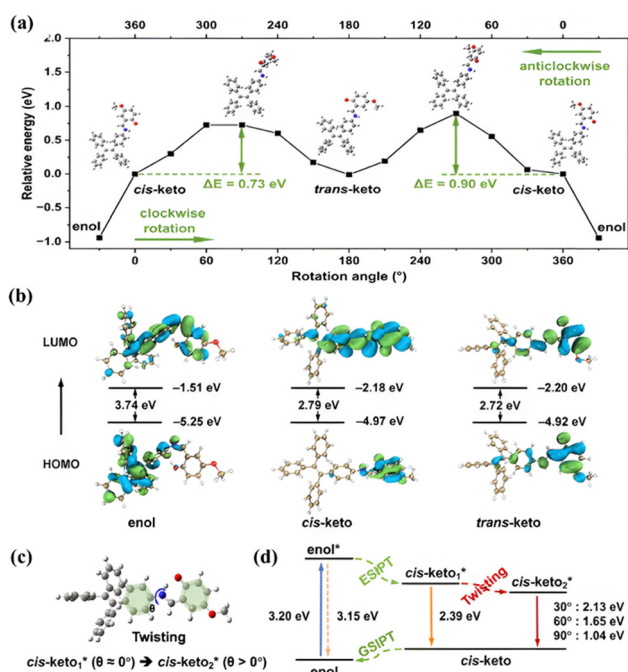 (a)
360 300 240 180 120 60 0
1.5
1.0
0.5
0.0
−0.5
−1.0
Relative energy (eV)
anticlockwise
rotation
cis-keto
ΔE = 0.73 eV
trans-keto
ΔE = 0.90 eV
cis-keto
enol
clockwise
rotation
enol
0 60 120 180 240 300 360
Rotation angle (°)
(b)
LUMO
−1.51 eV
−2.18 eV
−2.20 eV
3.74 eV
2.79 eV
2.72 eV
−5.25 eV
−4.97 eV
−4.92 eV
HOMO
enol
cis-keto
trans-keto
(c)
θ
Twisting
cis-keto₁* (θ ≈ 0°) ➔ cis-keto₂* (θ > 0°)
(d)
enol*
ESIPT
cis-keto₁*
Twisting
cis-keto₂*
3.20 eV
3.15 eV
2.39 eV
30° : 2.13 eV
60° : 1.65 eV
90° : 1.04 eV
GSIPT
cis-keto
enol